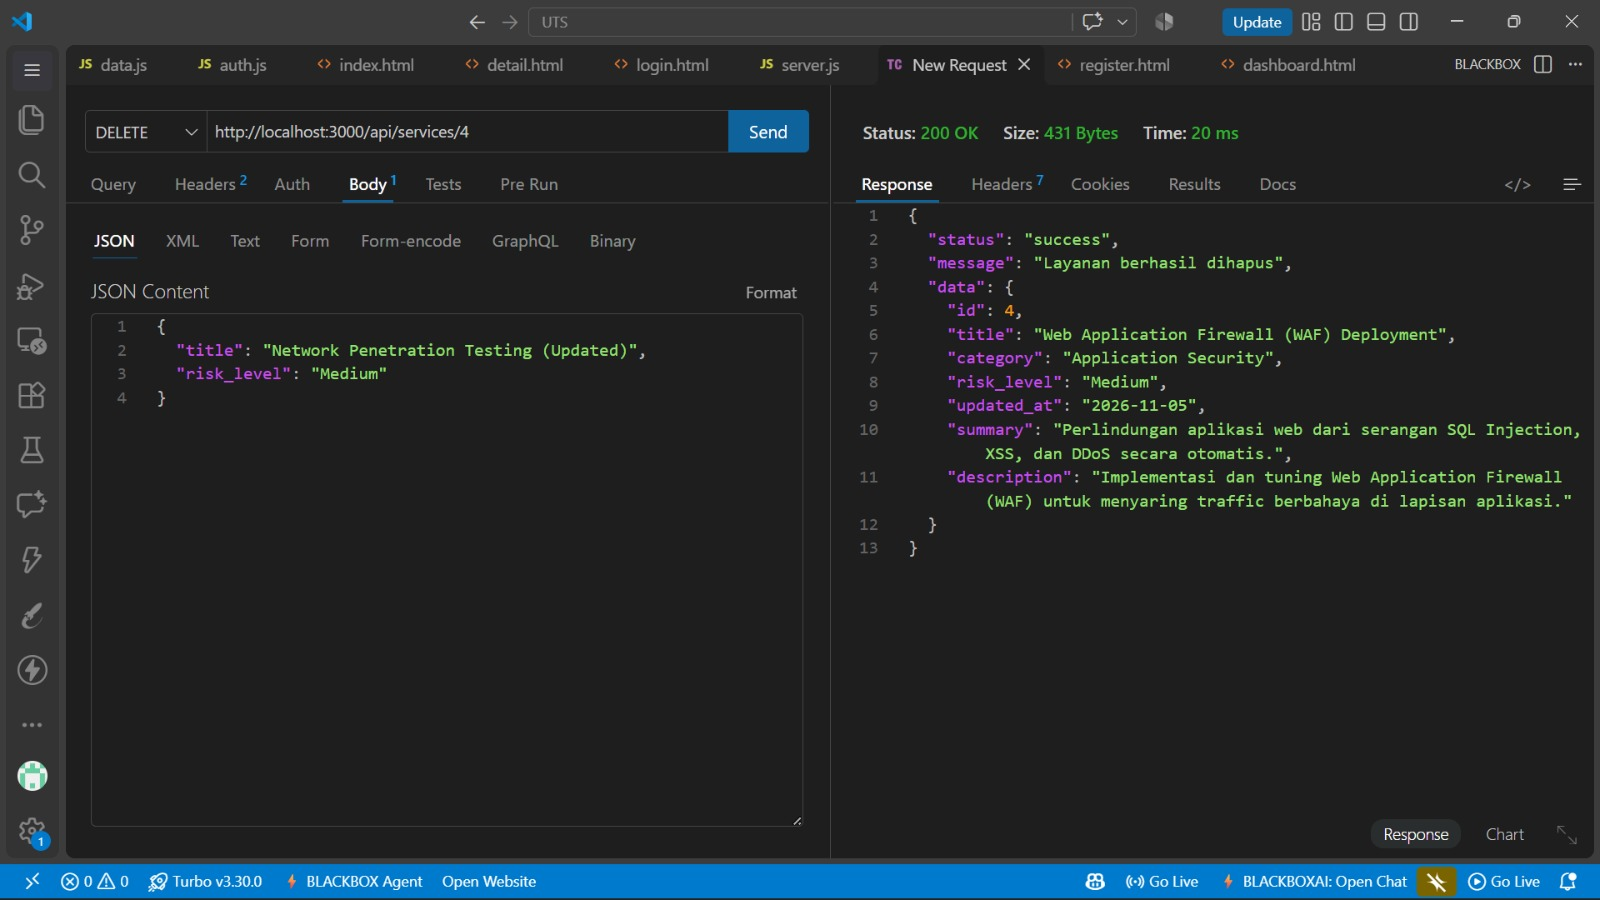 UTS
Update
JS data.js
JS auth.js
<> index.html
<> detail.html
<> login.html
JS server.js
TC New Request
<> register.html
<> dashboard.html
BLACKBOX
DELETE
http://localhost:3000/api/services/4
Send
Query
Headers 2
Auth
Body 1
Tests
Pre Run
JSON
XML
Text
Form
Form-encode
GraphQL
Binary
JSON Content
Format
1 {
2 "title": "Network Penetration Testing (Updated)",
3 "risk_level": "Medium"
4 }
Status: 200 OK Size: 431 Bytes Time: 20 ms
Response
Headers 7
Cookies
Results
Docs
</>
1 {
2 "status": "success",
3 "message": "Layanan berhasil dihapus",
4 "data": {
5 "id": 4,
6 "title": "Web Application Firewall (WAF) Deployment",
7 "category": "Application Security",
8 "risk_level": "Medium",
9 "updated_at": "2026-11-05",
10 "summary": "Perlindungan aplikasi web dari serangan SQL Injection,
XSS, dan DDoS secara otomatis.",
11 "description": "Implementasi dan tuning Web Application Firewall
(WAF) untuk menyaring traffic berbahaya di lapisan aplikasi."
12 }
13 }
Response
Chart
1
0 0
Turbo v3.30.0
BLACKBOX Agent
Open Website
Go Live
BLACKBOXAI: Open Chat
Go Live